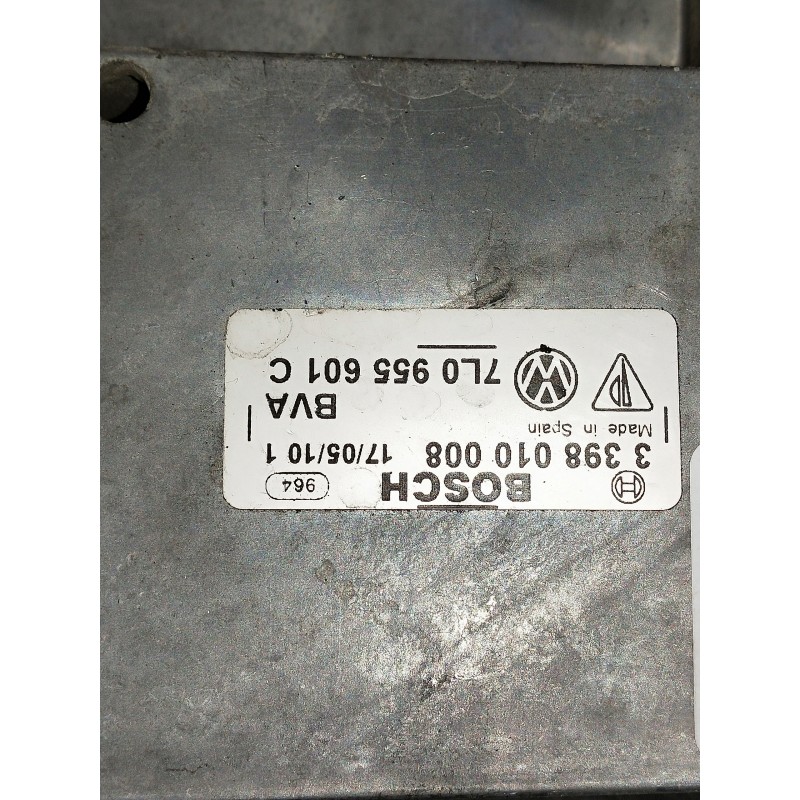 BOSCH 964
3 398 010 008 17/05/10 1
Made in Spain
BVA
7L0 955 601 C